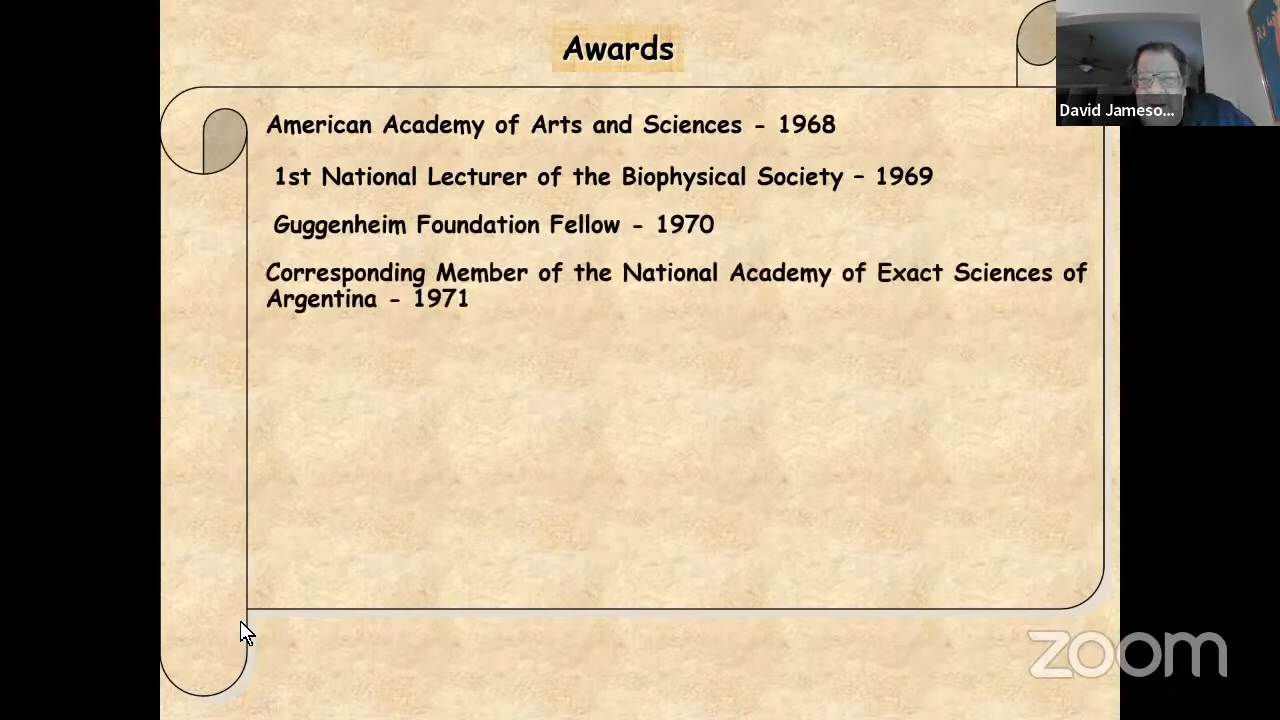 Awards
David Jameso...
American Academy of Arts and Sciences - 1968
1st National Lecturer of the Biophysical Society – 1969
Guggenheim Foundation Fellow - 1970
Corresponding Member of the National Academy of Exact Sciences of
Argentina - 1971
zoom